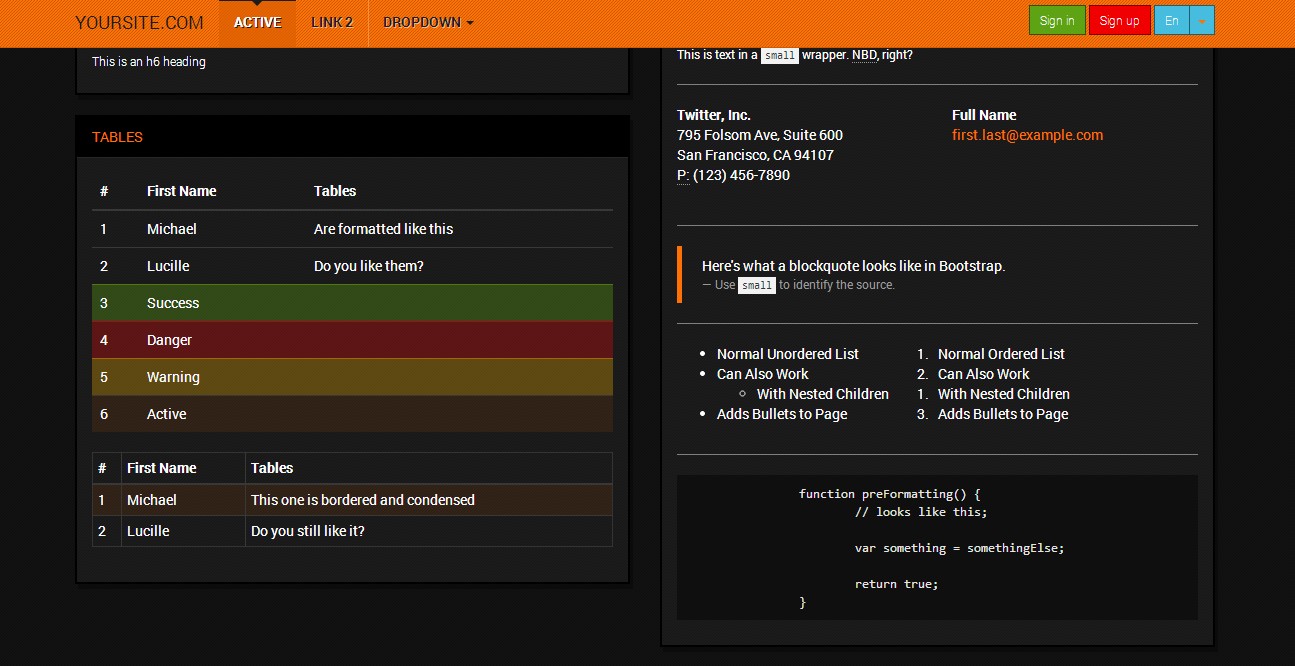 YOURSITE.COM ACTIVE LINK 2 DROPDOWN Sign in Sign up En
This is an h6 heading
TABLES
# First Name Tables
1 Michael Are formatted like this
2 Lucille Do you like them?
3 Success
4 Danger
5 Warning
6 Active
# First Name Tables
1 Michael This one is bordered and condensed
2 Lucille Do you still like it?
This is text in a small wrapper. NBD, right?
Twitter, Inc.
795 Folsom Ave, Suite 600
San Francisco, CA 94107
P: (123) 456-7890
Full Name
first.last@example.com
Here's what a blockquote looks like in Bootstrap.
— Use small to identify the source.
Normal Unordered List
Can Also Work
With Nested Children
Adds Bullets to Page
1. Normal Ordered List
2. Can Also Work
1. With Nested Children
3. Adds Bullets to Page
function preFormatting() {
// looks like this;
var something = somethingElse;
return true;
}